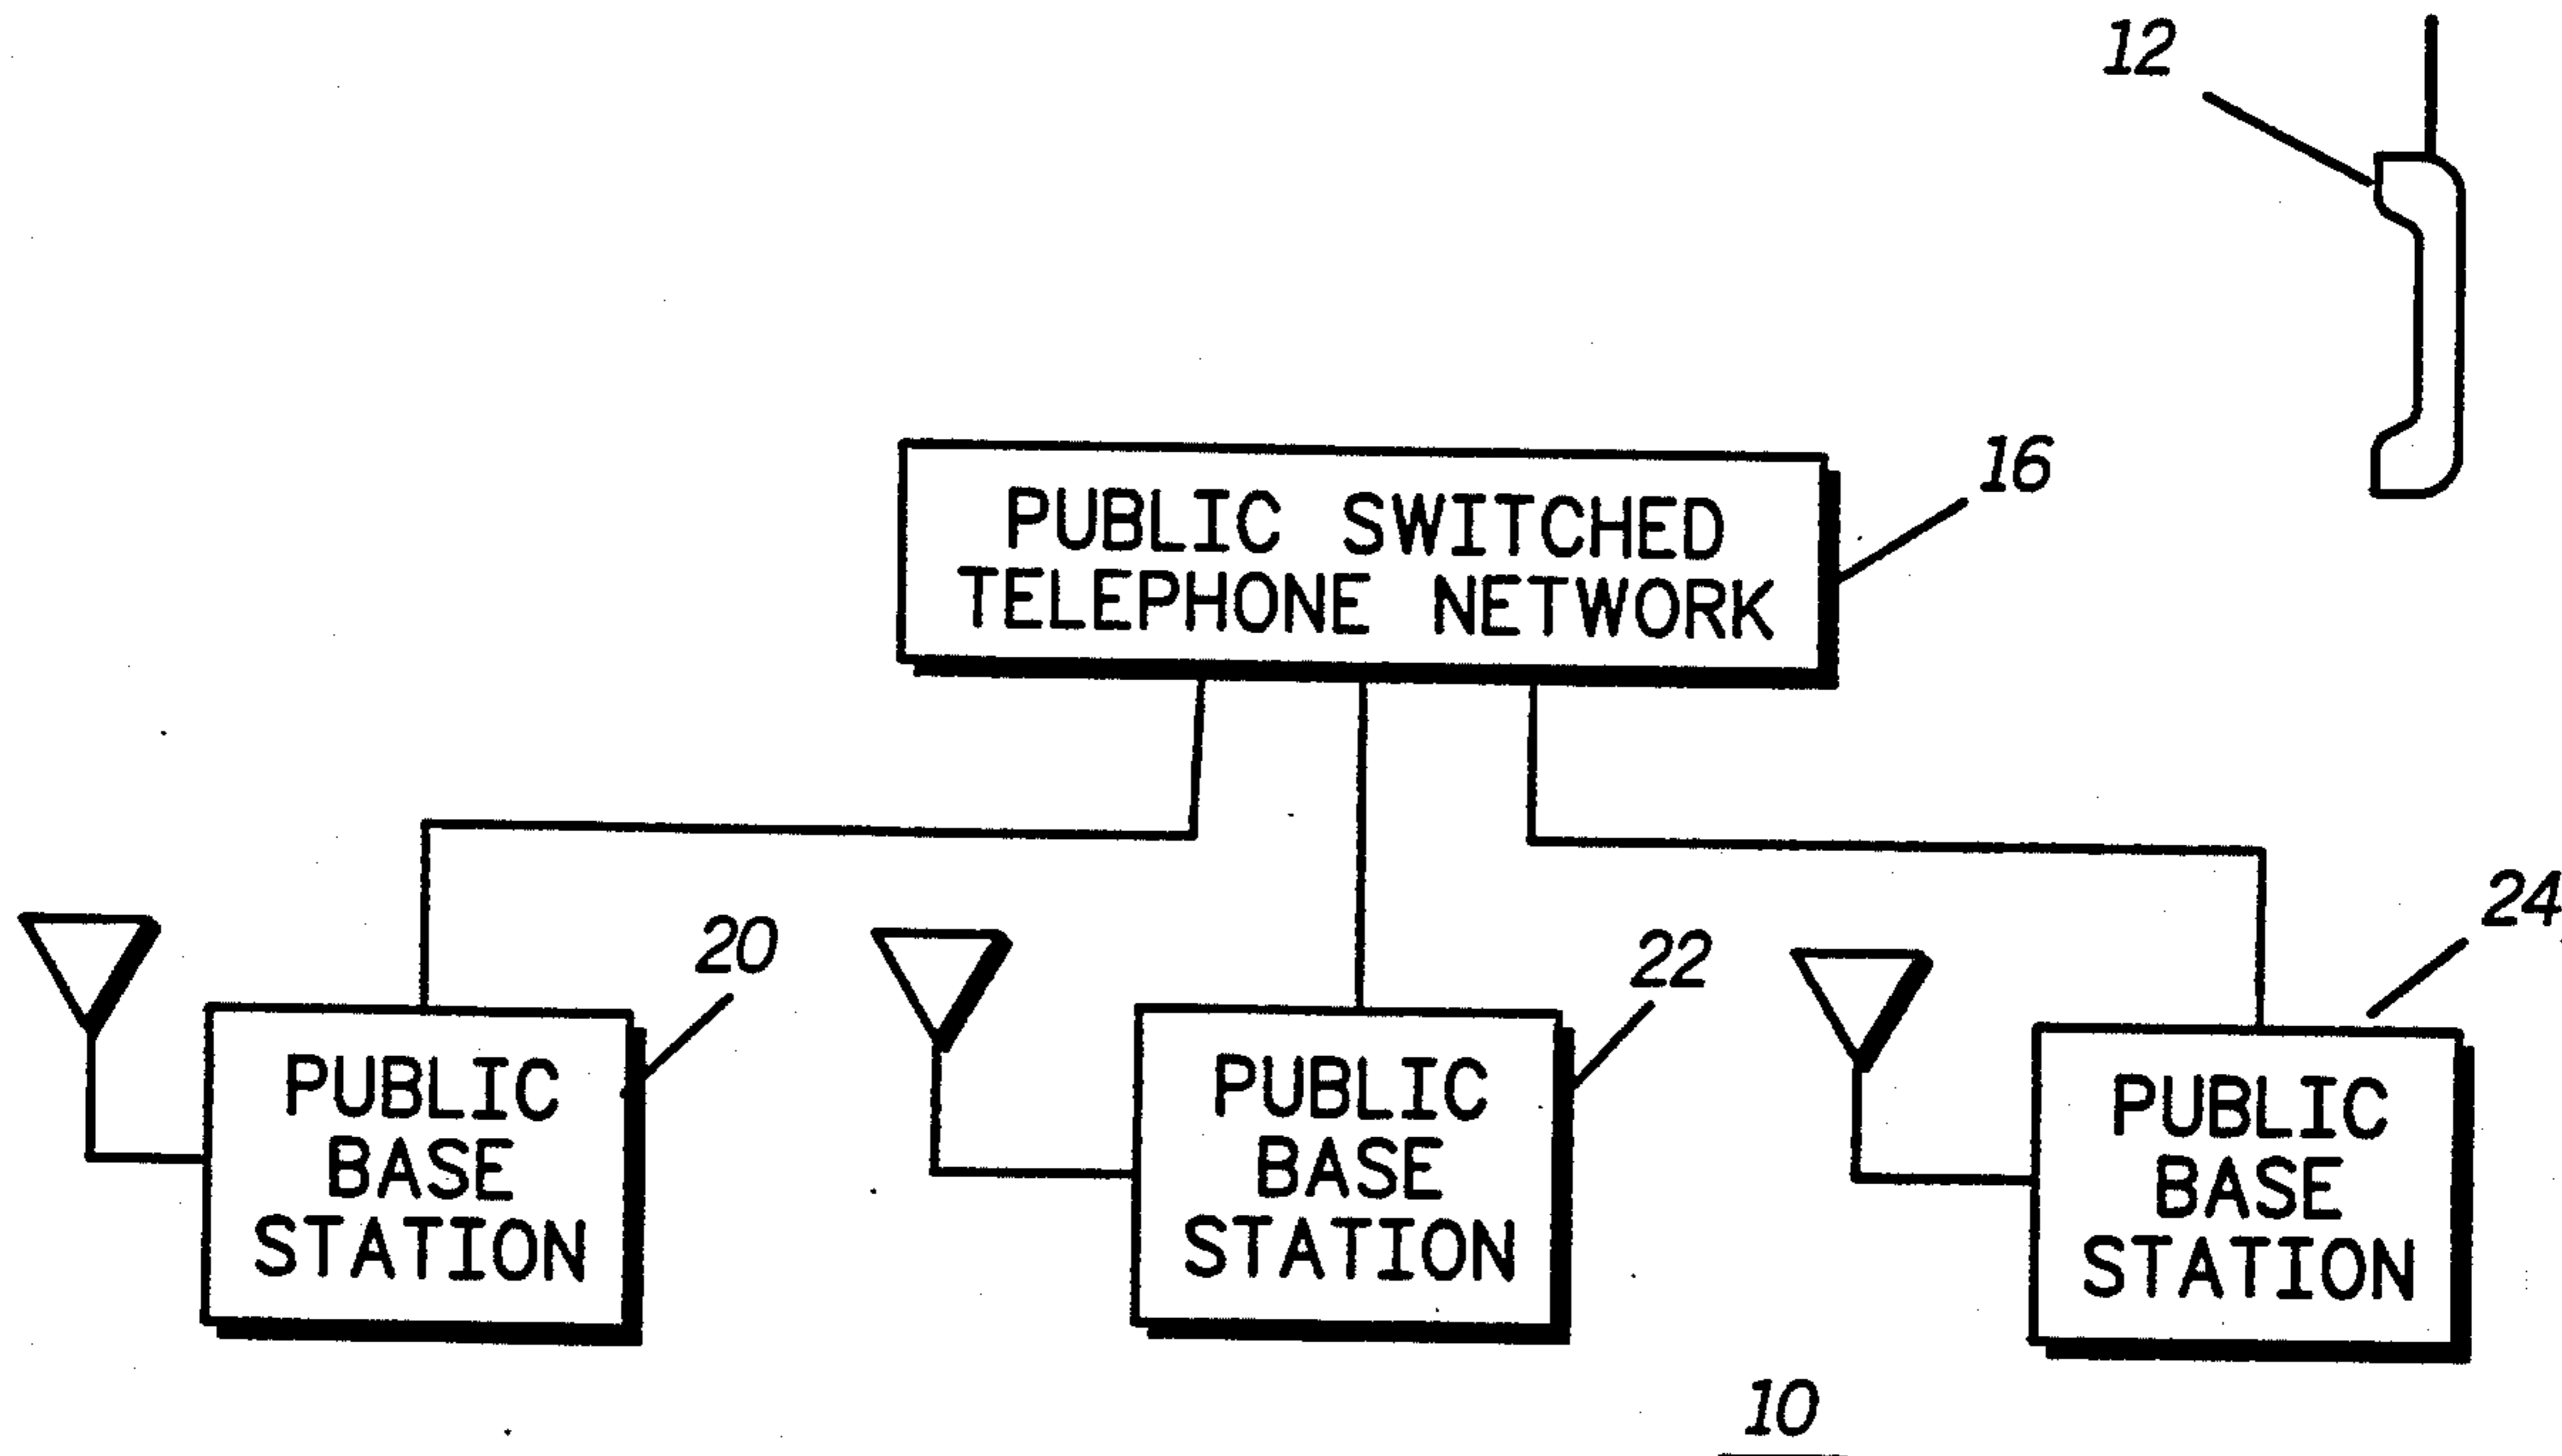 12
PUBLIC SWITCHED
TELEPHONE NETWORK
16
20
22
24
PUBLIC
BASE
STATION
PUBLIC
BASE
STATION
PUBLIC
BASE
STATION
10